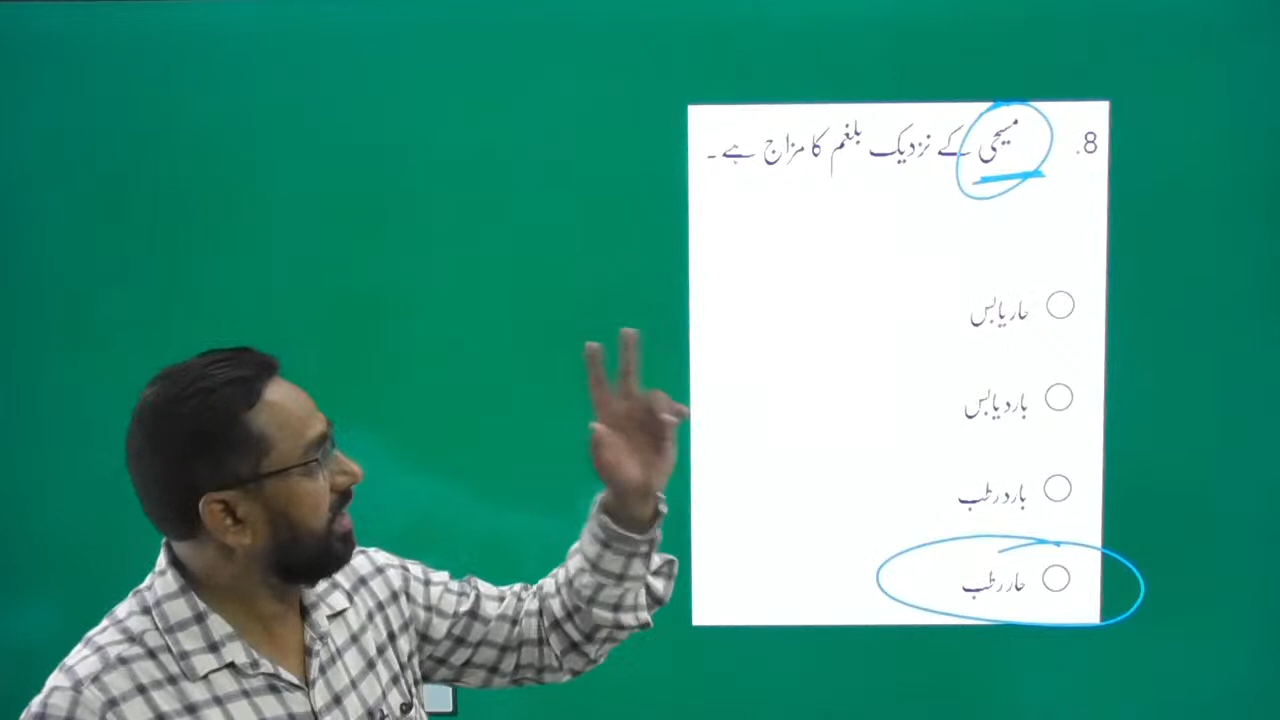 8. مسیحی کے نزدیک بلغم کا مزاج ہے۔
حار یابس
بارد یابس
بارد رطب
حار رطب